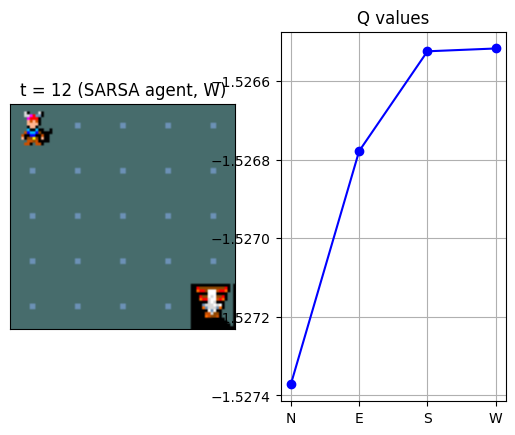 Q values
t = 12 (SARSA agent, W)
−1.5266
−1.5268
−1.5270
−1.5272
−1.5274
N E S W